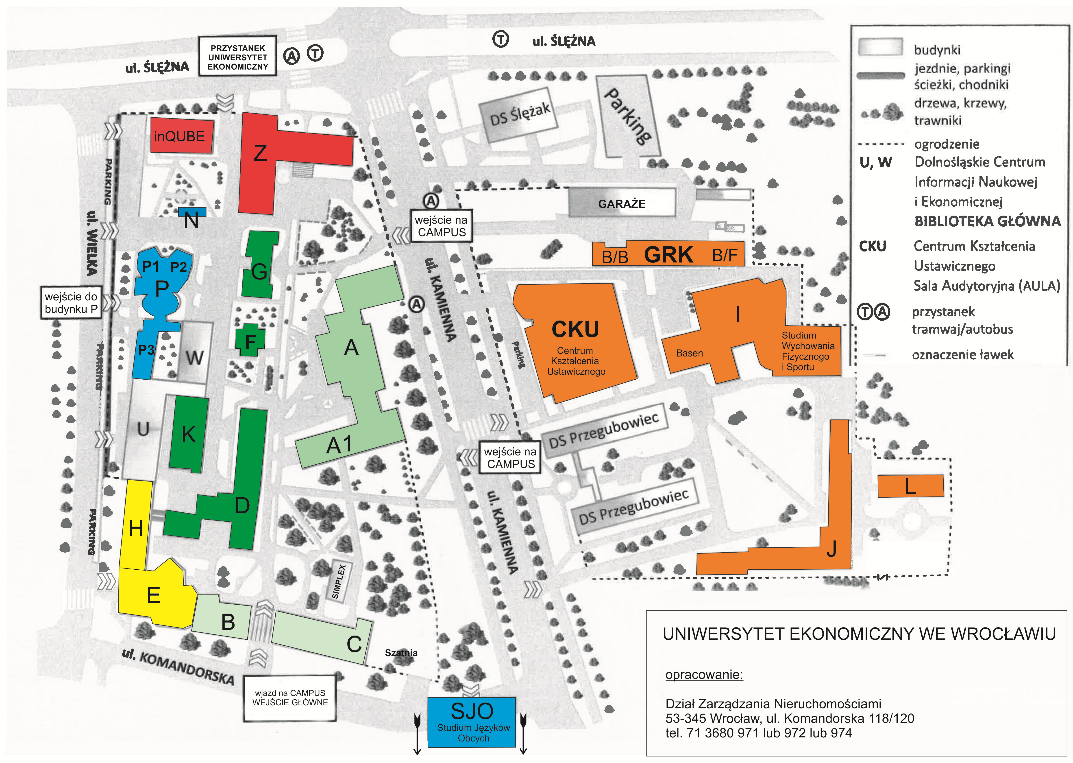 PRZYSTANEK
UNIWERSYTET
EKONOMICZNY
A
T
ul. ŚLĘŻNA
T
ul. ŚLĘŻNA
budynki
jezdnie, parkingi
ścieżki, chodniki
drzewa, krzewy,
trawniki
ogrodzenie
U, W
Dolnośląskie Centrum
Informacji Naukowej
i Ekonomicznej
BIBLIOTEKA GŁÓWNA
CKU
Centrum Kształcenia
Ustawicznego
Sala Audytoryjna (AULA)
T A
przystanek
tramwaj/autobus
oznaczenie ławek
inQUBE
Z
DS Ślężak
Parking
PARKING
ul. WIELKA
N
A
wejście na
CAMPUS
GARAŻE
B/B
GRK
B/F
P1
P2
P
G
ul. KAMIENNA
wejście do
budynku P
A
CKU
Centrum
Kształcenia
Ustawicznego
Parking
I
Basen
Studium
Wychowania
Fizycznego
i Sportu
P3
W
F
A
PARKING
U
K
A1
DS Przegubowiec
wejście na
CAMPUS
DS Przegubowiec
ul. KAMIENNA
L
J
PARKING
H
D
E
B
SIMPLEX
C
Szatnia
ul. KOMANDORSKA
wjazd na CAMPUS
WEJŚCIE GŁÓWNE
SJO
Studium Języków
Obcych
UNIWERSYTET EKONOMICZNY WE WROCŁAWIU
opracowanie:
Dział Zarządzania Nieruchomościami
53-345 Wrocław, ul. Komandorska 118/120
tel. 71 3680 971 lub 972 lub 974